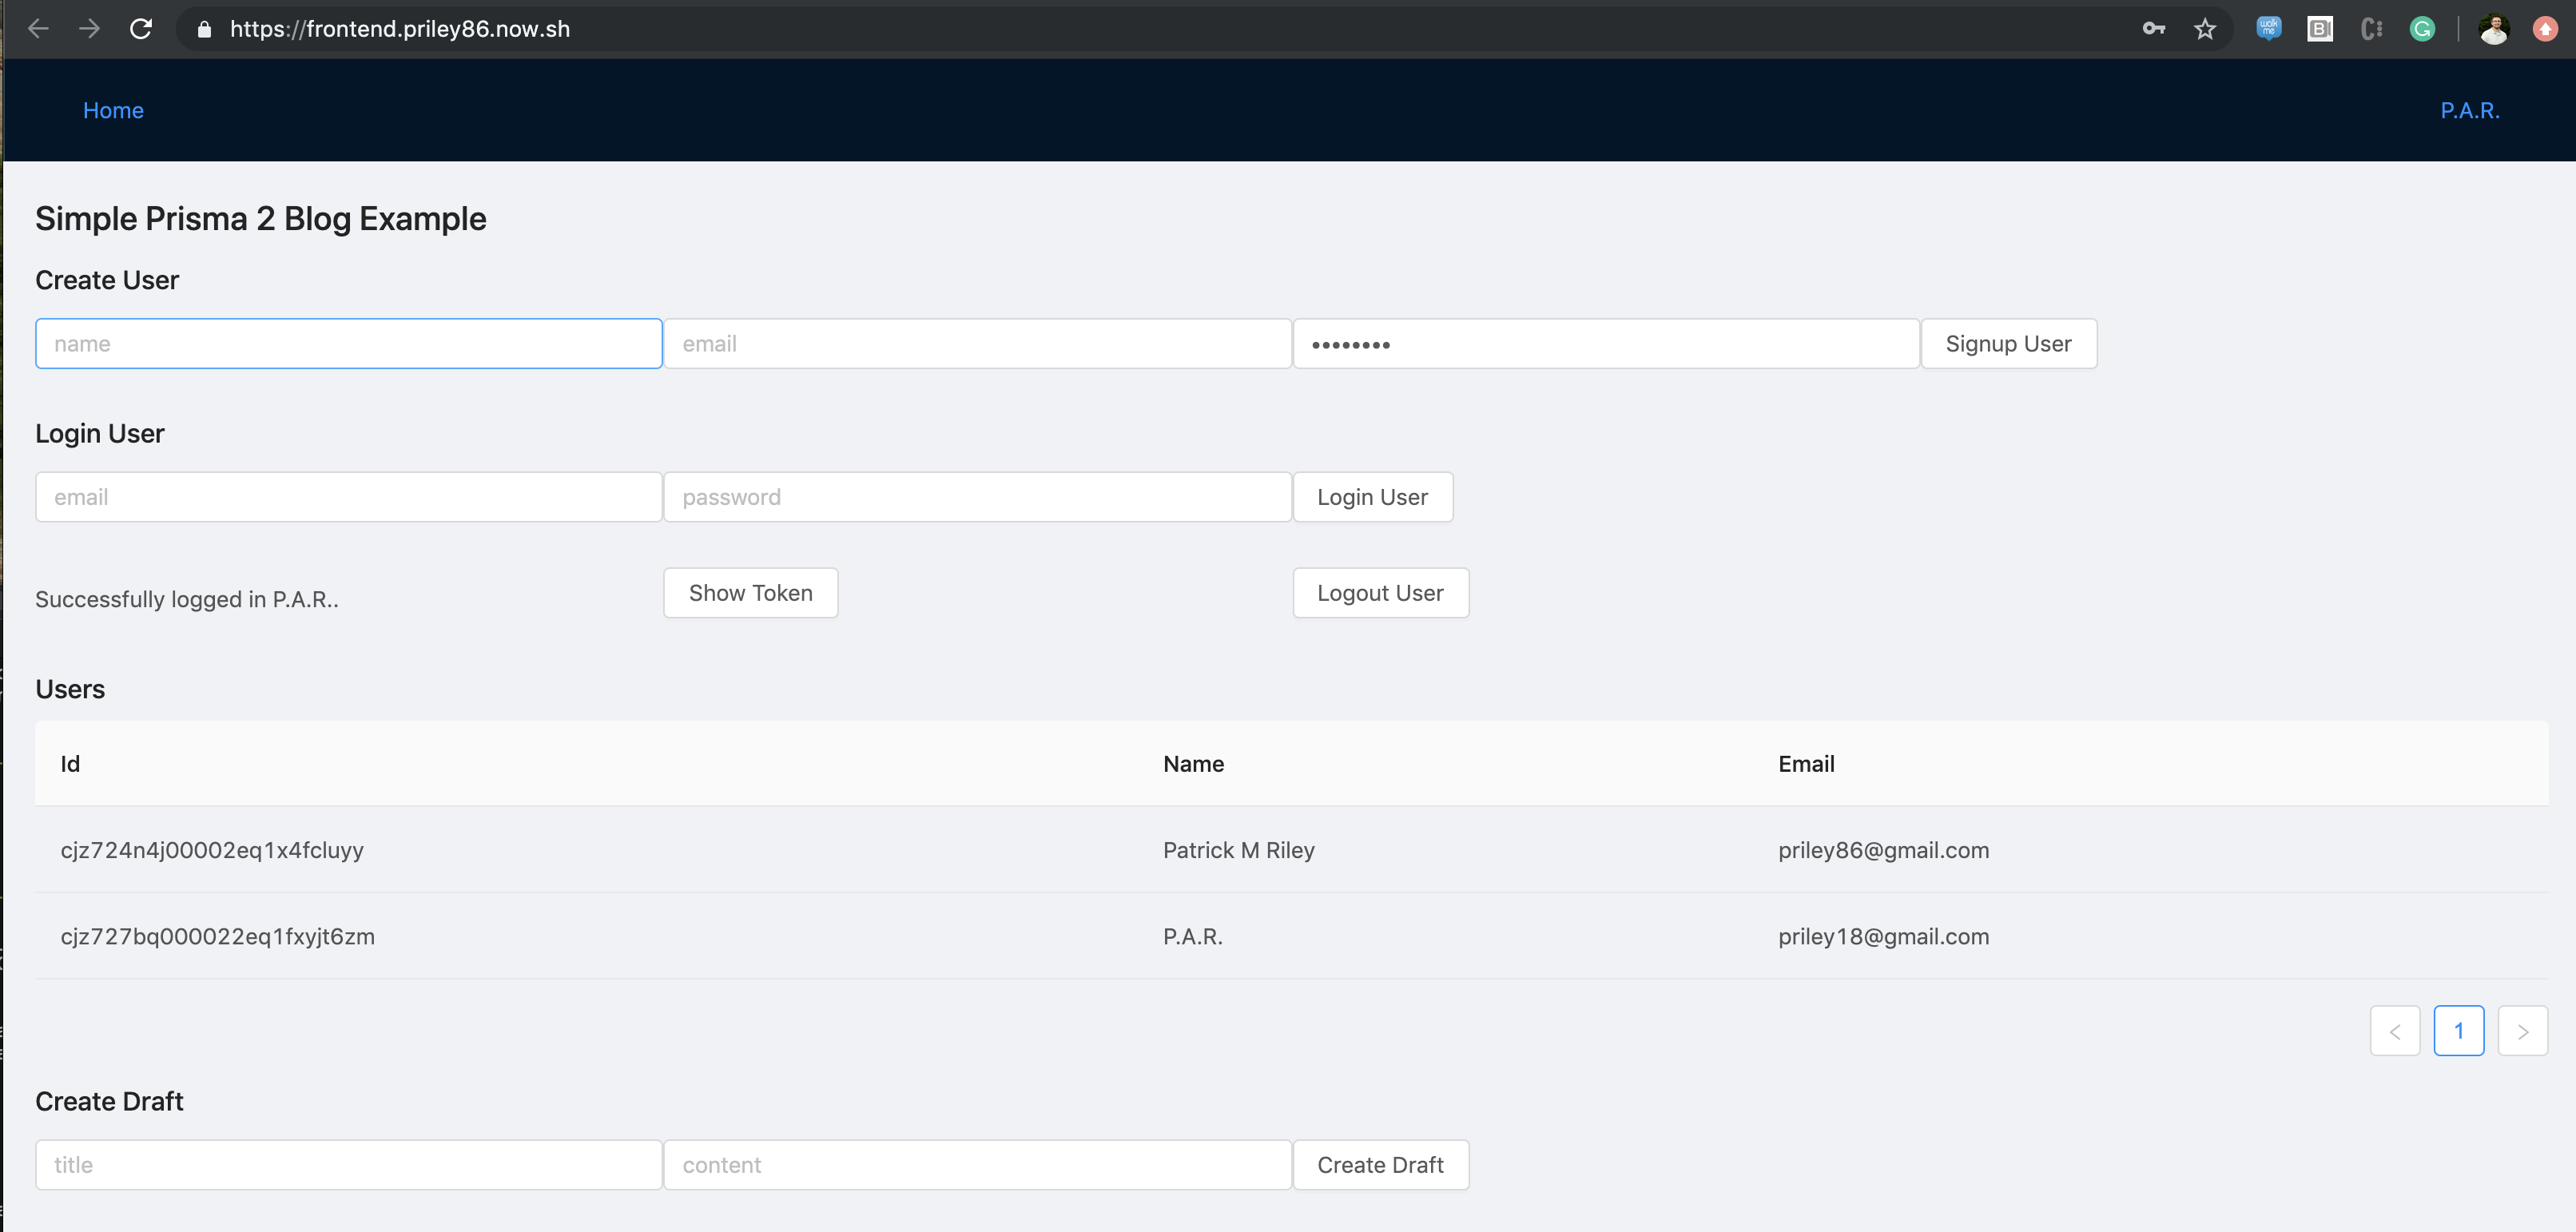 https://frontend.priley86.now.sh
Home P.A.R.
Simple Prisma 2 Blog Example
Create User
name email •••••••• Signup User
Login User
email password Login User
Successfully logged in P.A.R.. Show Token Logout User
Users
Id Name Email
cjz724n4j00002eq1x4fcluyy Patrick M Riley priley86@gmail.com
cjz727bq000022eq1fxyjt6zm P.A.R. priley18@gmail.com
< 1 >
Create Draft
title content Create Draft